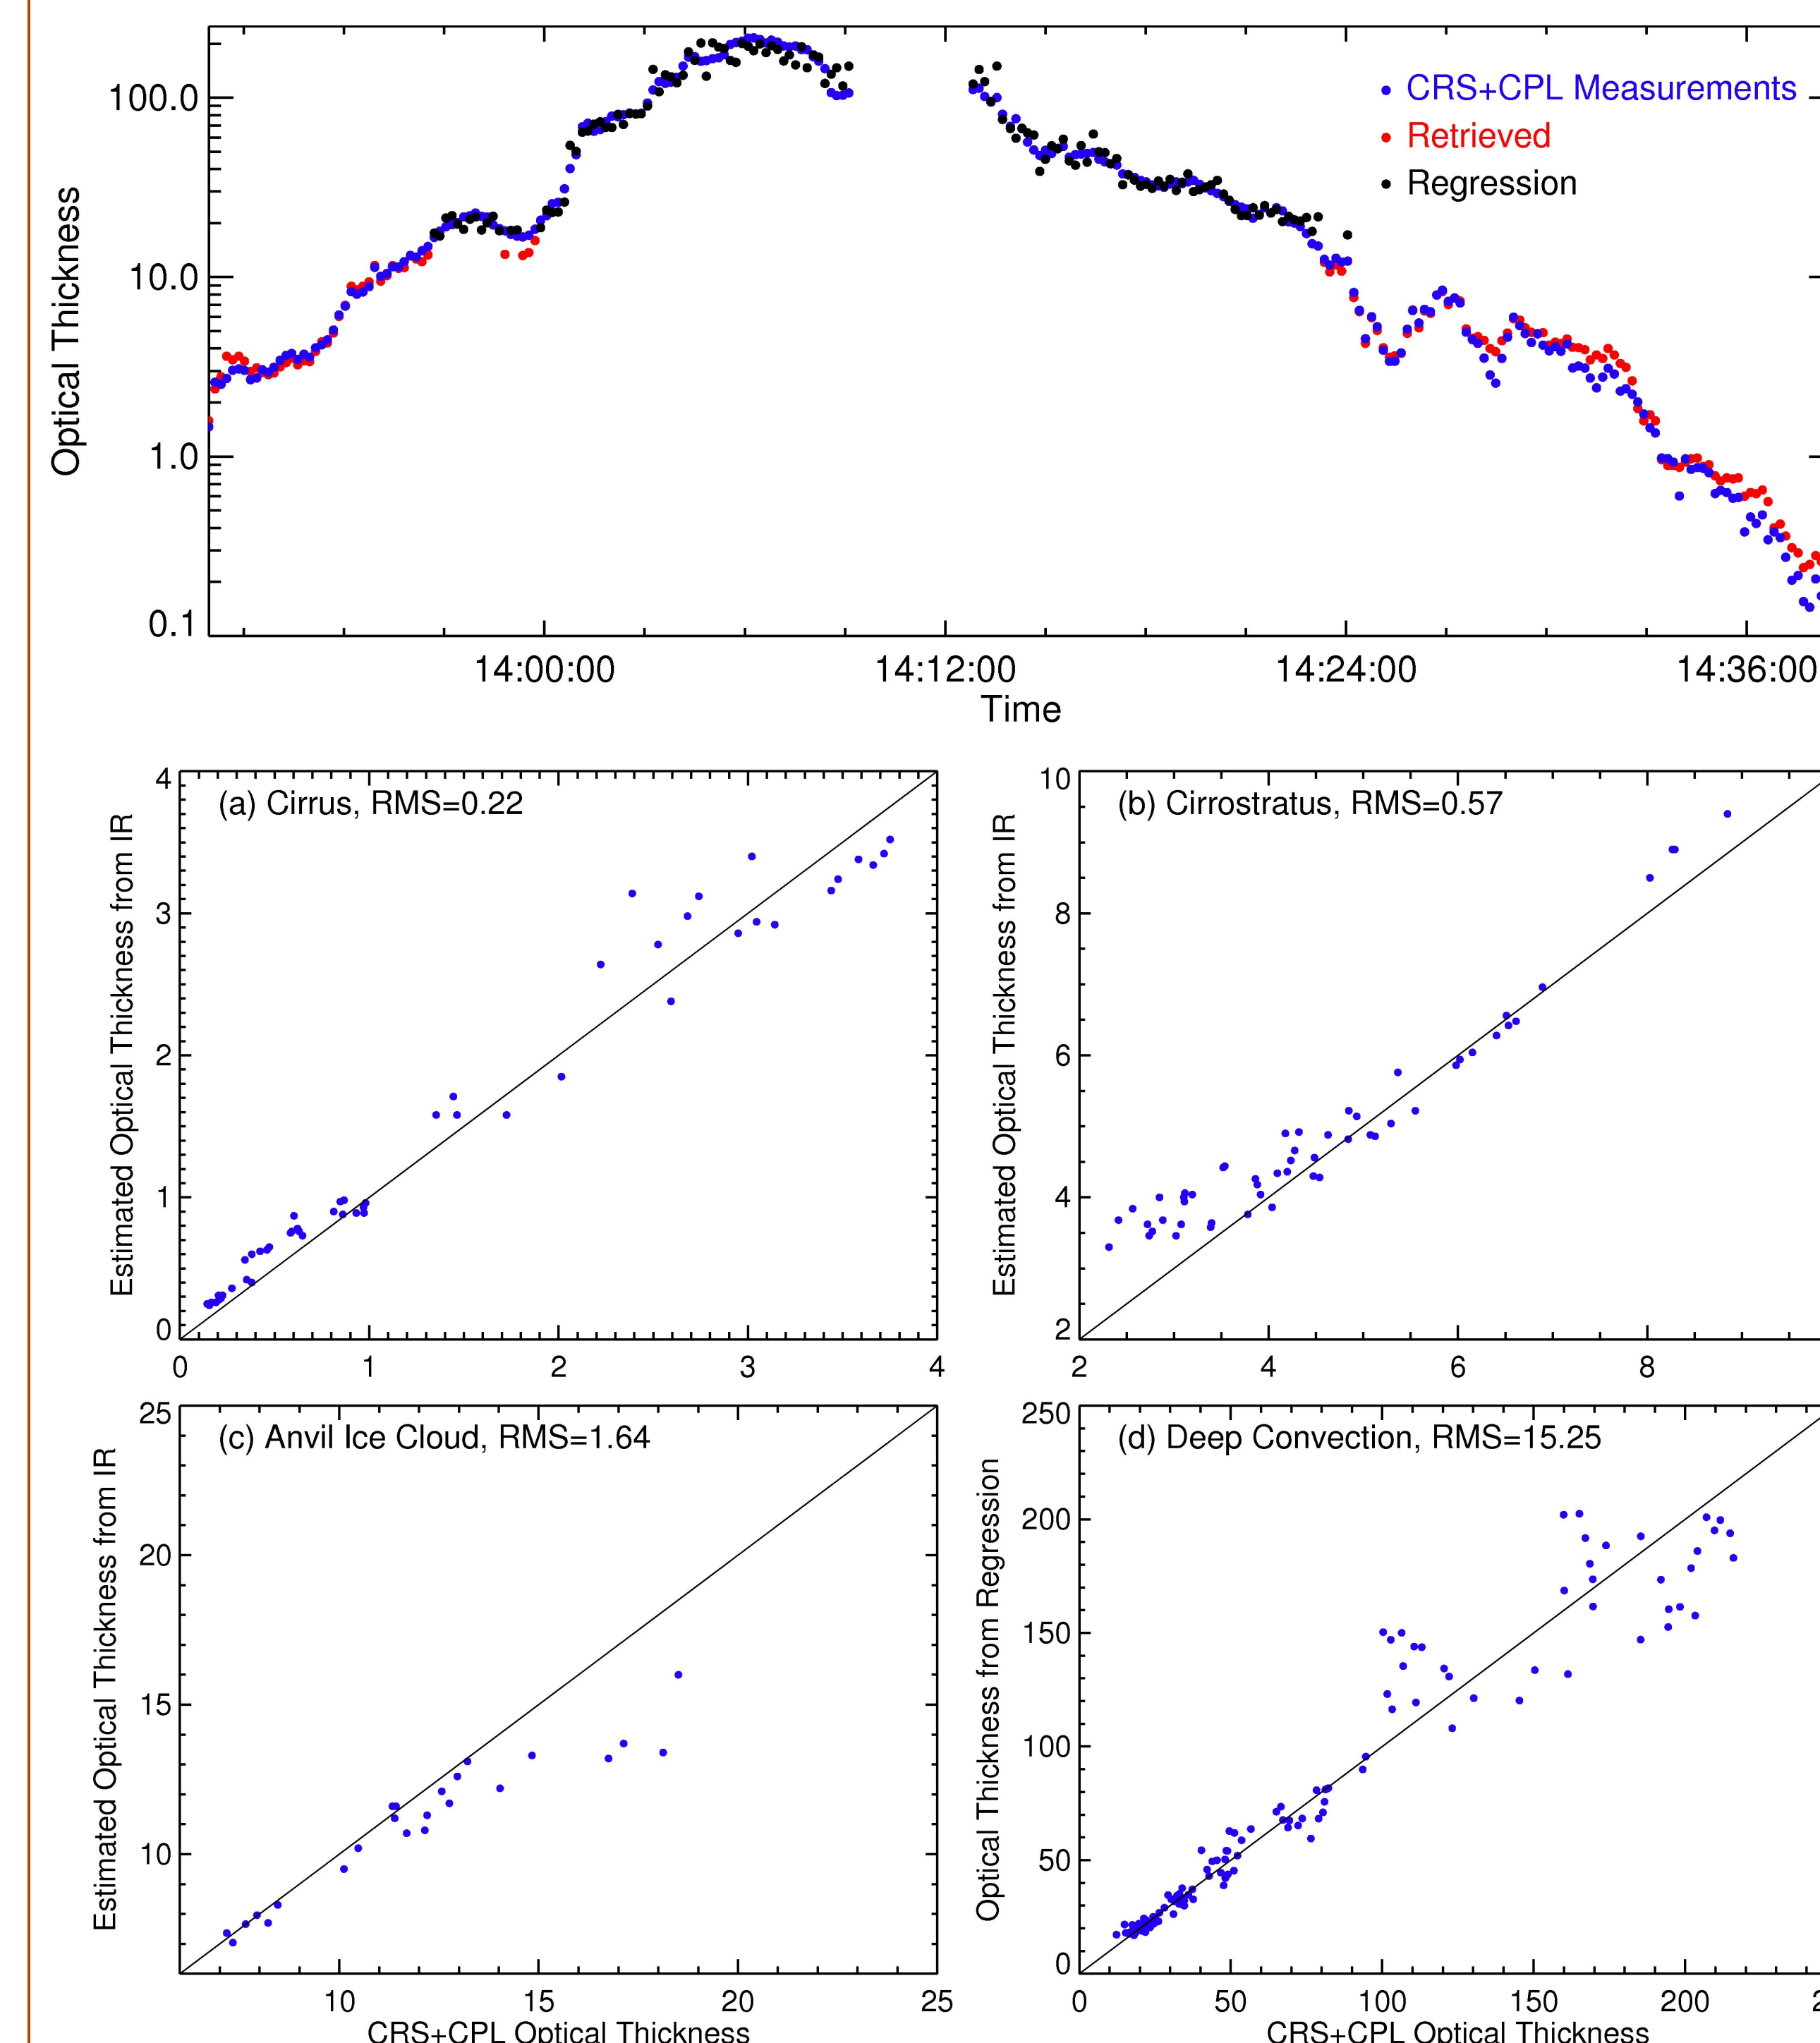 100.0
10.0
1.0
0.1
Optical Thickness
CRS+CPL Measurements
Retrieved
Regression
14:00:00
14:12:00
14:24:00
14:36:00
Time
(a) Cirrus, RMS=0.22
Estimated Optical Thickness from IR
4
3
2
1
0
0 1 2 3 4
(b) Cirrostratus, RMS=0.57
Estimated Optical Thickness from IR
10
8
6
4
2
2 4 6 8
(c) Anvil Ice Cloud, RMS=1.64
Estimated Optical Thickness from IR
25
20
15
10
10 15 20 25
CRS+CPL Optical Thickness
(d) Deep Convection, RMS=15.25
Optical Thickness from Regression
250
200
150
100
50
0
0 50 100 150 200
CRS+CPL Optical Thickness